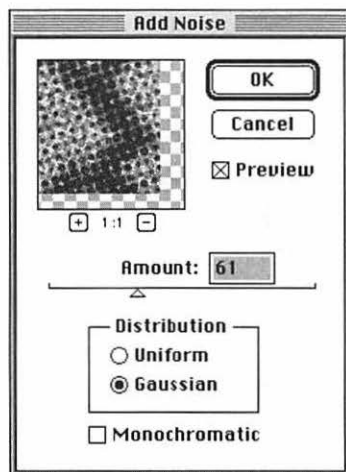 Add Noise
OK
Cancel
Preview
+ 1:1 −
Amount: 61
Distribution
Uniform
Gaussian
Monochromatic